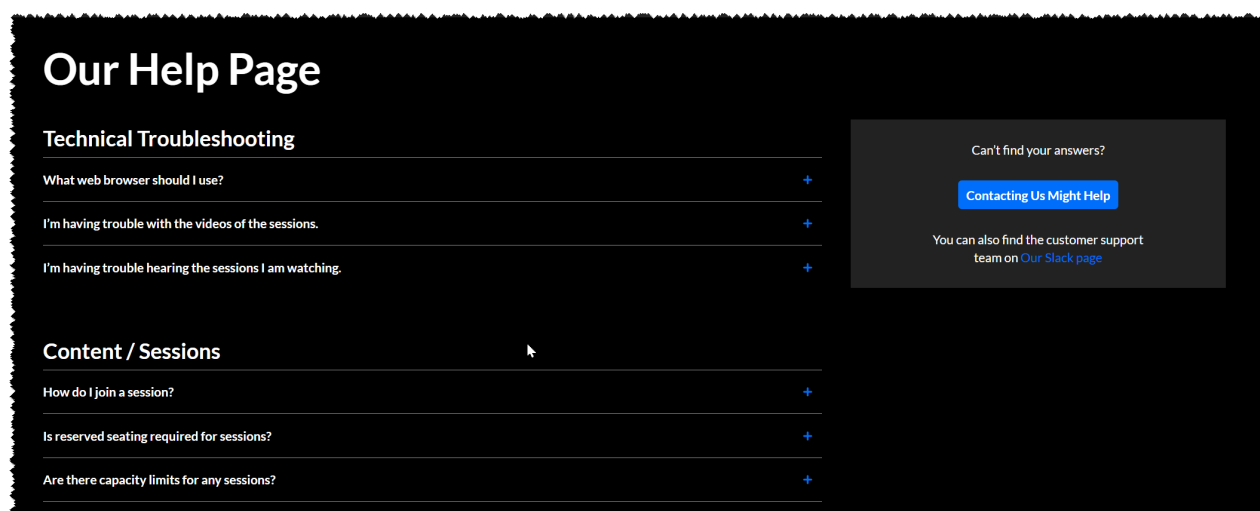 Our Help Page
Technical Troubleshooting
What web browser should I use?
I'm having trouble with the videos of the sessions.
I'm having trouble hearing the sessions I am watching.
Content / Sessions
How do I join a session?
Is reserved seating required for sessions?
Are there capacity limits for any sessions?
Can't find your answers?
Contacting Us Might Help
You can also find the customer support
team on Our Slack page